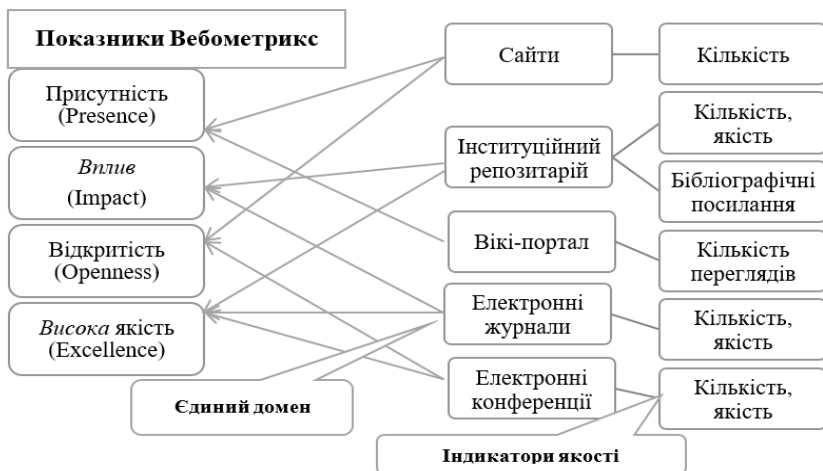 Показники Вебометрикс
Присутність
(Presence)
Вплив
(Impact)
Відкритість
(Openness)
Висока якість
(Excellence)
Єдиний домен
Сайти
Інституційний
репозитарій
Вікі-портал
Електронні
журнали
Електронні
конференції
Кількість
Кількість,
якість
Бібліографічні
посилання
Кількість
переглядів
Кількість,
якість
Кількість,
якість
Індикатори якості